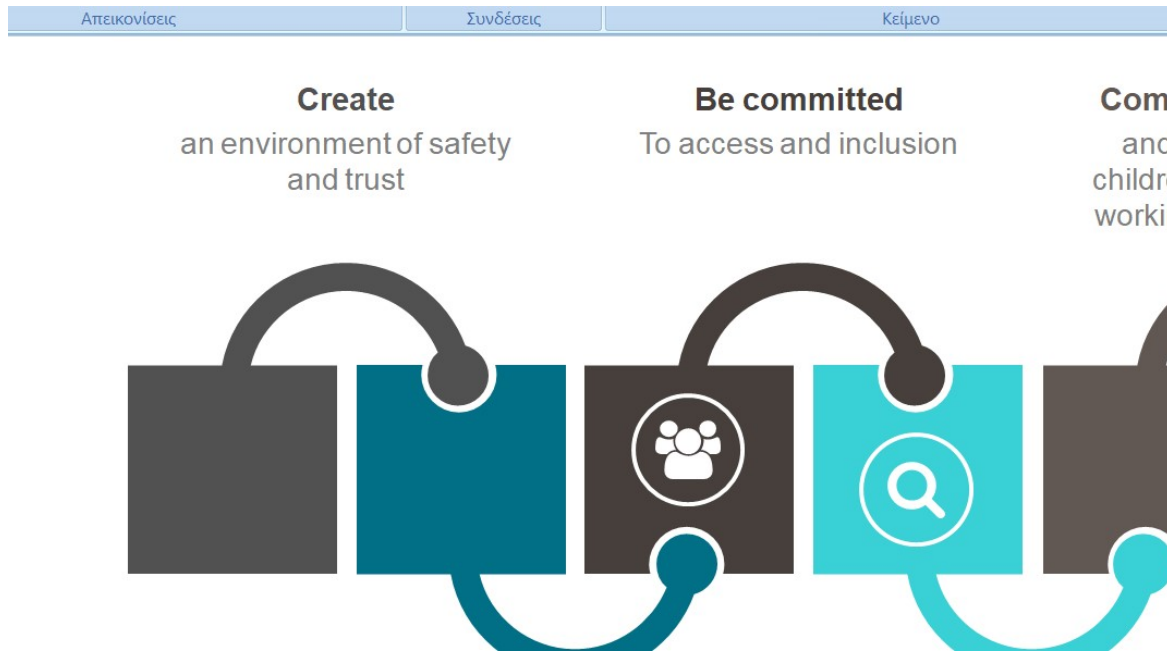 Απεικονίσεις
Συνδέσεις
Κείμενο
Create
an environment of safety
and trust
Be committed
To access and inclusion